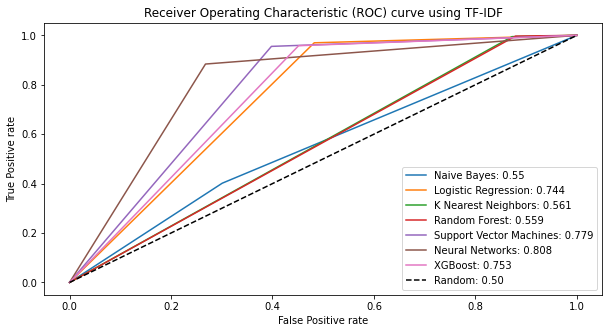 Receiver Operating Characteristic (ROC) curve using TF-IDF
1.0
0.8
0.6
0.4
0.2
0.0
True Positive rate
Naive Bayes: 0.55
Logistic Regression: 0.744
K Nearest Neighbors: 0.561
Random Forest: 0.559
Support Vector Machines: 0.779
Neural Networks: 0.808
XGBoost: 0.753
Random: 0.50
0.0 0.2 0.4 0.6 0.8 1.0
False Positive rate